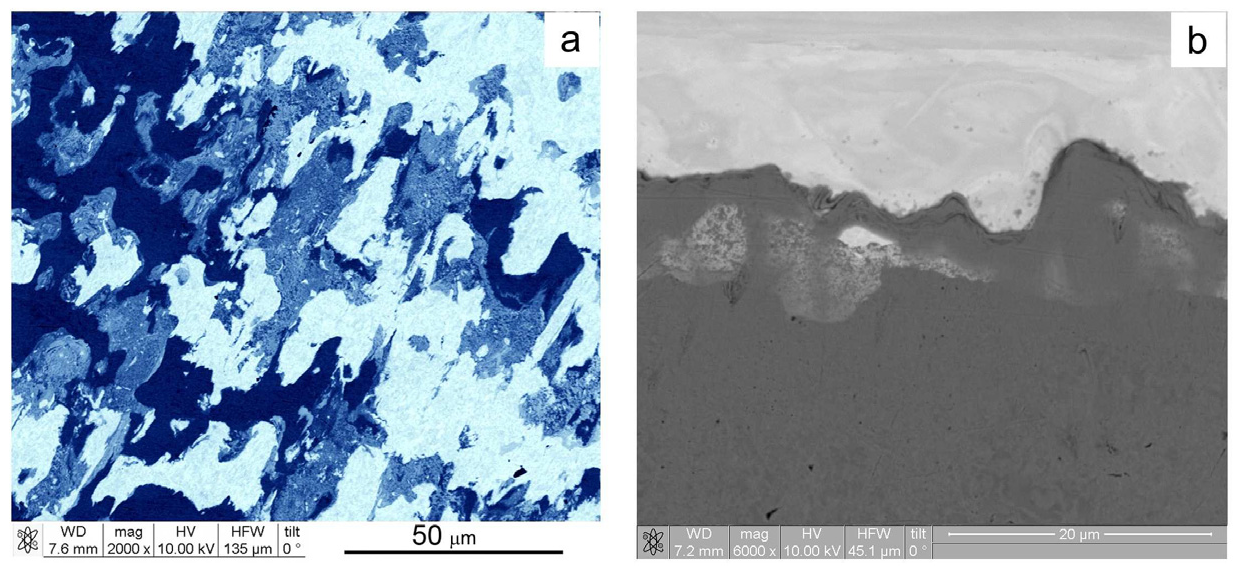 a
b
WD mag HV HFW tilt
7.6 mm 2000 x 10.00 kV 135 µm 0 °
50 µm
WD mag HV HFW tilt
7.2 mm 6000 x 10.00 kV 45.1 µm 0 °
20 µm